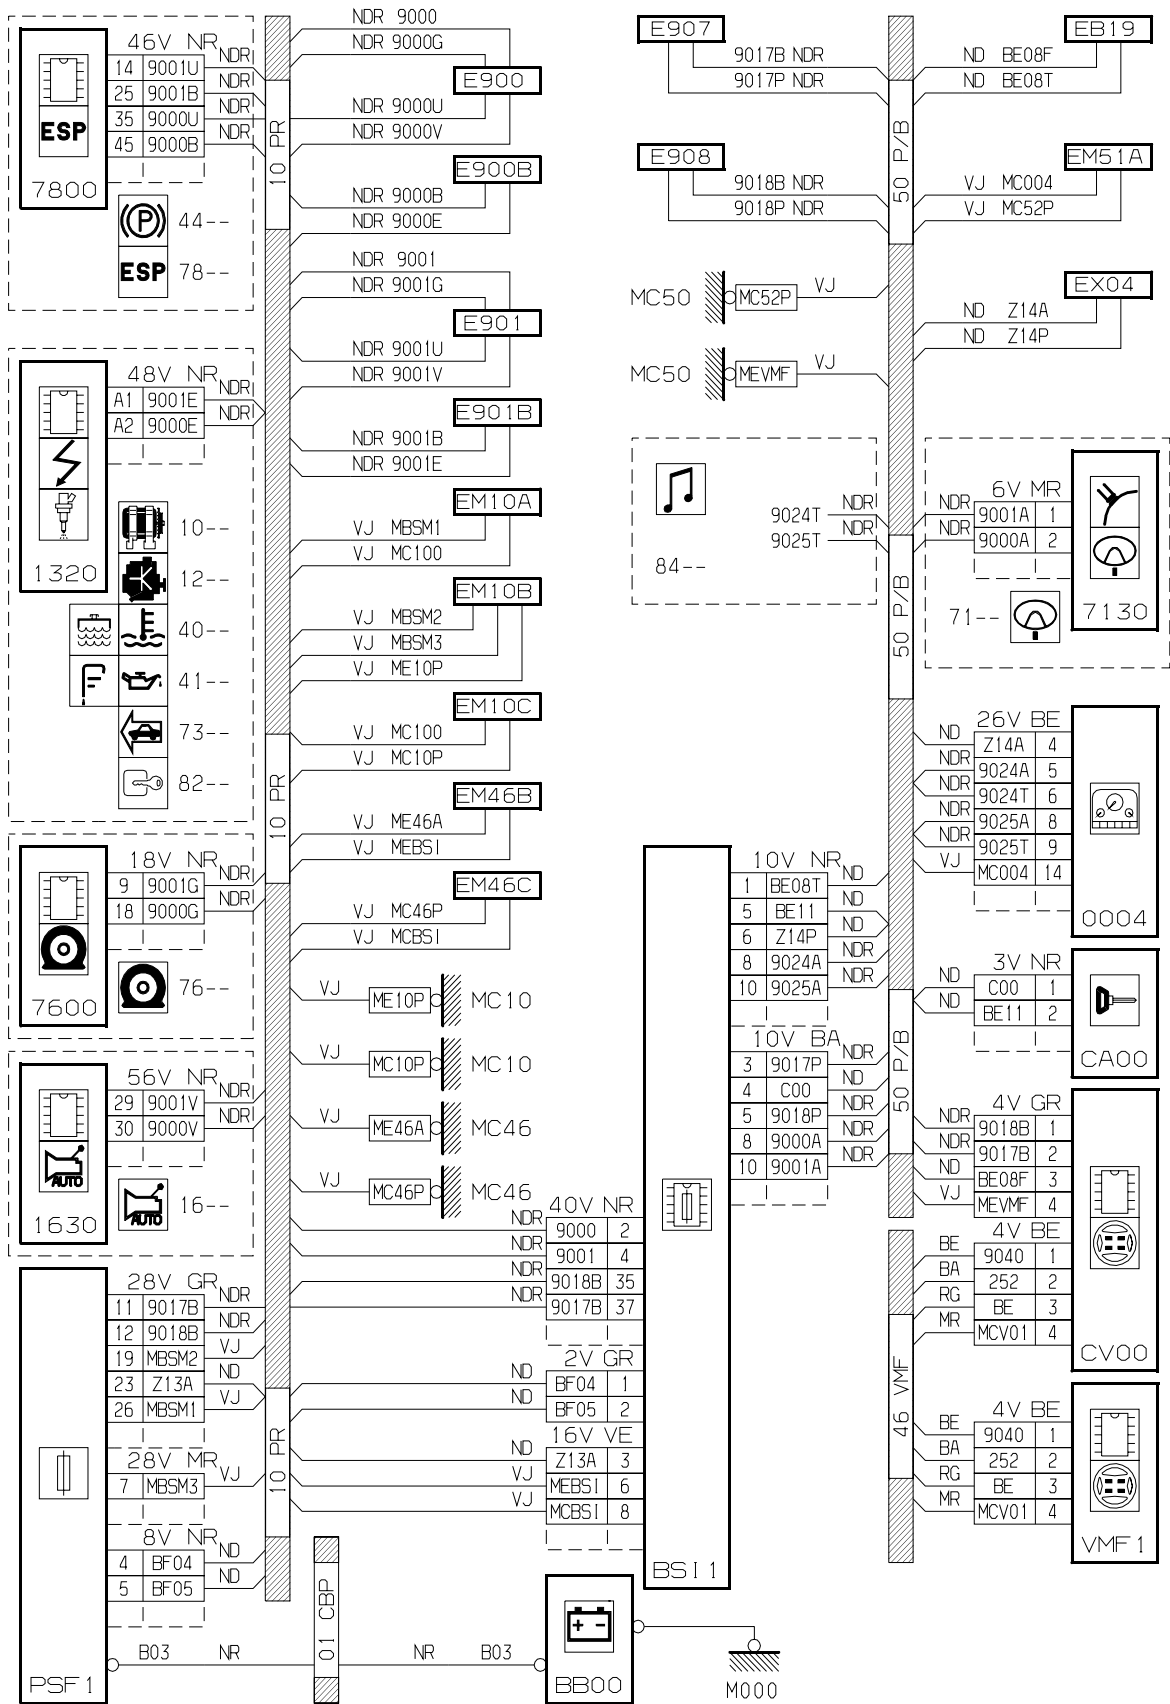 46V NR
14 9001U NDR
25 9001B NDR
35 9000U NDR
45 9000B NDR
ESP
7800
44--
ESP
78--
48V NR
A1 9001E NDR
A2 9000E NDR
1320
10--
12--
40--
41--
73--
82--
18V NR
9 9001G NDR
18 9000G NDR
7600
76--
56V NR
29 9001V NDR
30 9000V NDR
AUTO
1630
AUTO
16--
28V GR
11 9017B NDR
12 9018B NDR
19 MBSM2 VJ
23 Z13A ND
26 MBSM1 VJ
28V MR
7 MBSM3 VJ
8V NR
4 BF04 ND
5 BF05 ND
PSF1
B03 NR
01 CBP
NR B03
BB00
M000
10 PR
10 PR
10 PR
NDR 9000
NDR 9000G
E900
NDR 9000U
NDR 9000V
E900B
NDR 9000B
NDR 9000E
NDR 9001
NDR 9001G
E901
NDR 9001U
NDR 9001V
E901B
NDR 9001B
NDR 9001E
EM10A
VJ MBSM1
VJ MC100
EM10B
VJ MBSM2
VJ MBSM3
VJ ME10P
EM10C
VJ MC100
VJ MC10P
EM46B
VJ ME46A
VJ MEBSI
EM46C
VJ MC46P
VJ MCBSI
VJ ME10P MC10
VJ MC10P MC10
VJ ME46A MC46
VJ MC46P MC46
40V NR
NDR 9000 2
NDR 9001 4
NDR 9018B 35
NDR 9017B 37
2V GR
ND BF04 1
ND BF05 2
16V VE
ND Z13A 3
VJ MEBSI 6
VJ MCBSI 8
BSI1
10V NR
1 BE08T ND
5 BE11 ND
6 Z14P ND
8 9024A NDR
10 9025A NDR
10V BA
3 9017P NDR
4 C00 ND
5 9018P NDR
8 9000A NDR
10 9001A NDR
E907
9017B NDR
9017P NDR
E908
9018B NDR
9018P NDR
MC50 MC52P VJ
MC50 MEVMF VJ
84--
9024T NDR
9025T NDR
50 P/B
50 P/B
50 P/B
46 VMF
EB19
ND BE08F
ND BE08T
EM51A
VJ MC004
VJ MC52P
EX04
ND Z14A
ND Z14P
6V MR
NDR 9001A 1
NDR 9000A 2
71--
7130
26V BE
ND Z14A 4
NDR 9024A 5
NDR 9024T 6
NDR 9025A 8
NDR 9025T 9
VJ MC004 14
0004
3V NR
ND C00 1
ND BE11 2
CA00
4V GR
NDR 9018B 1
NDR 9017B 2
ND BE08F 3
VJ MEVMF 4
4V BE
BE 9040 1
BA 252 2
RG BE 3
MR MCV01 4
CV00
4V BE
BE 9040 1
BA 252 2
RG BE 3
MR MCV01 4
VMF1